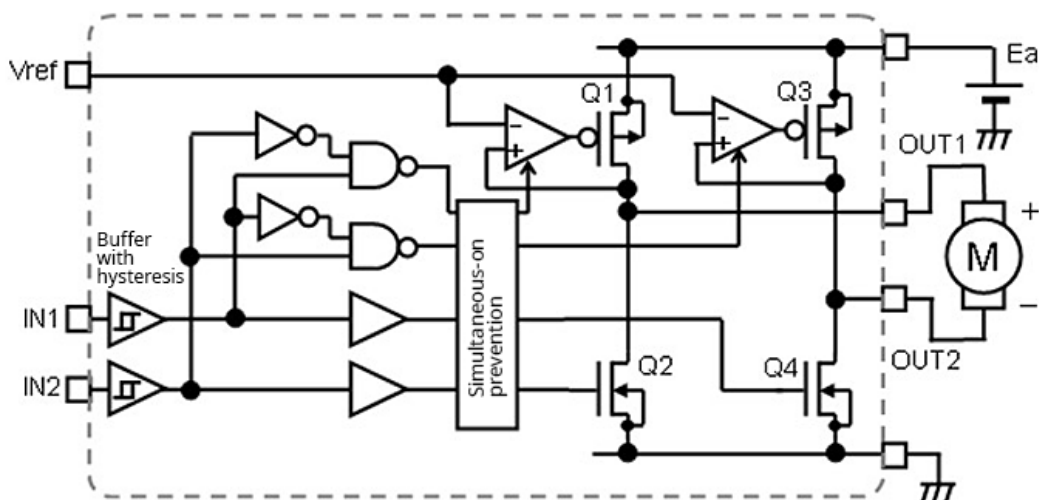 Vref
Q1
Q3
Ea
OUT1
Buffer
with
hysteresis
Simultaneous-on
prevention
M
+
−
IN1
IN2
Q2
Q4
OUT2
−
+
−
+